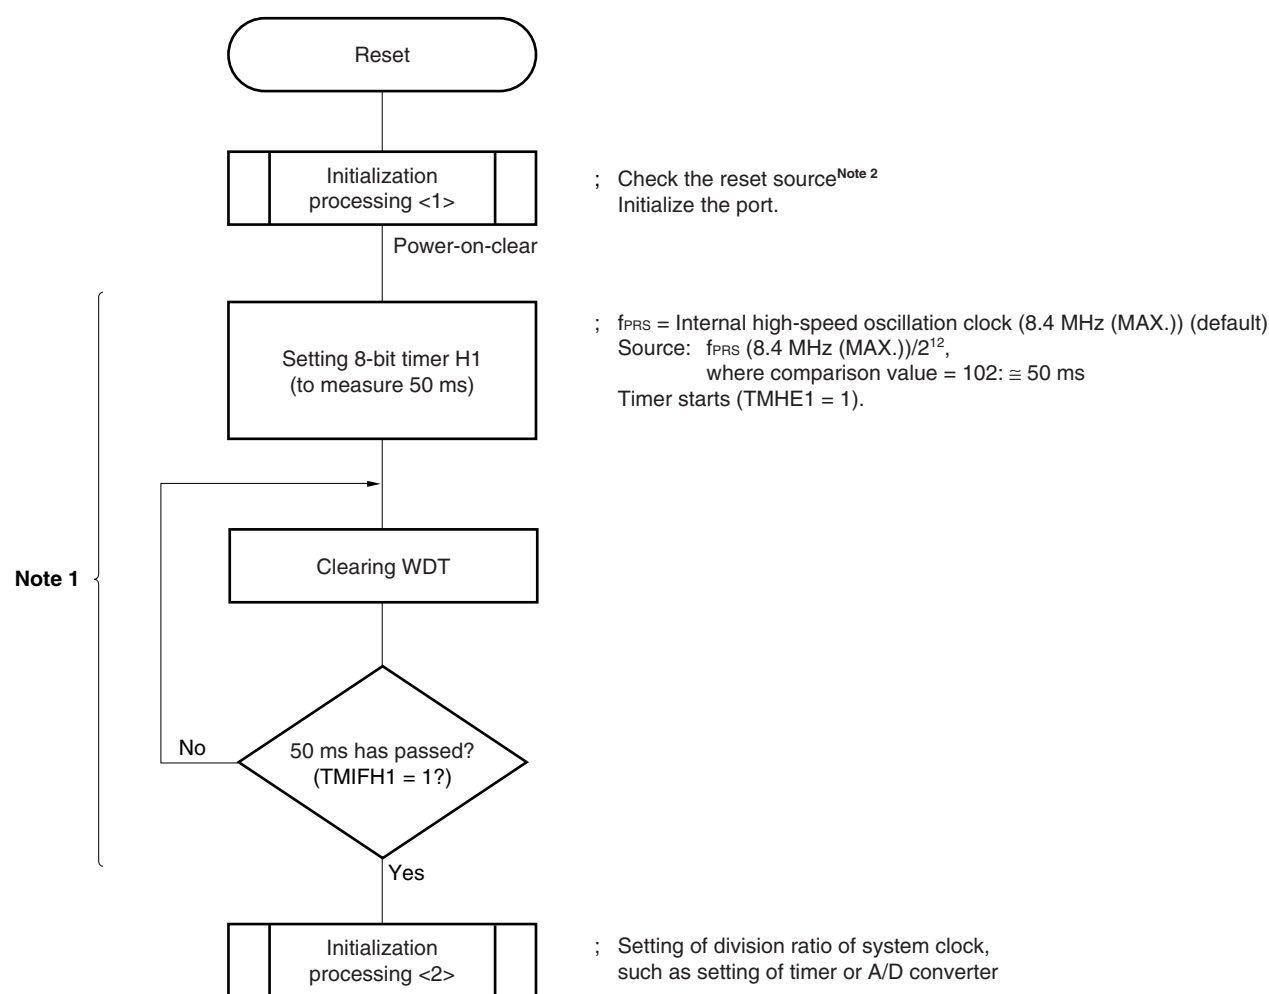 Reset
Initialization
processing <1>
; Check the reset sourceNote 2
Initialize the port.
Power-on-clear
Setting 8-bit timer H1
(to measure 50 ms)
; fPRS = Internal high-speed oscillation clock (8.4 MHz (MAX.)) (default)
Source: fPRS (8.4 MHz (MAX.))/2¹²,
where comparison value = 102: ≅ 50 ms
Timer starts (TMHE1 = 1).
Clearing WDT
Note 1
No
50 ms has passed?
(TMIFH1 = 1?)
Yes
Initialization
processing <2>
; Setting of division ratio of system clock,
such as setting of timer or A/D converter